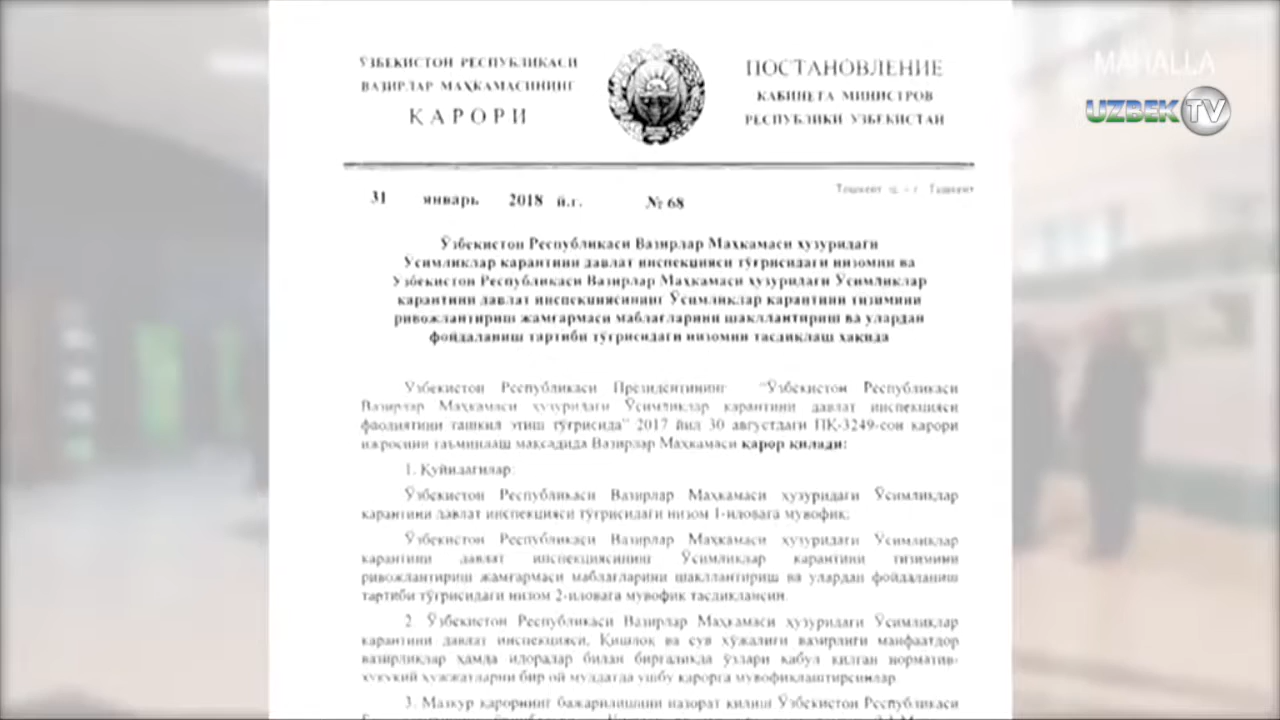 ЎЗБЕКИСТОН РЕСПУБЛИКАСИ
ВАЗИРЛАР МАҲКАМАСИНИНГ
ҚАРОРИ
ПОСТАНОВЛЕНИЕ
КАБИНЕТА МИНИСТРОВ
РЕСПУБЛИКИ УЗБЕКИСТАН
MAHALLA
UZBEK TV
31 январь 2018 й.г. № 68
Тошкент ш. - г. Ташкент
Ўзбекистон Республикаси Вазирлар Маҳкамаси ҳузуридаги
Ўсимликлар карантини давлат инспекцияси тўғрисидаги низомни ва
Ўзбекистон Республикаси Вазирлар Маҳкамаси ҳузуридаги Ўсимликлар
карантини давлат инспекциясининг Ўсимликлар карантини тизимини
ривожлантириш жамғармаси маблағларини шакллантириш ва улардан
фойдаланиш тартиби тўғрисидаги низомни тасдиқлаш ҳақида
Ўзбекистон Республикаси Президентининг "Ўзбекистон Республикаси
Вазирлар Маҳкамаси ҳузуридаги Ўсимликлар карантини давлат инспекцияси
фаолиятини ташкил этиш тўғрисида" 2017 йил 30 августдаги ПҚ-3249-сон қарори
ижросини таъминлаш мақсадида Вазирлар Маҳкамаси қарор қилади:
1. Қуйидагилар:
Ўзбекистон Республикаси Вазирлар Маҳкамаси ҳузуридаги Ўсимликлар
карантини давлат инспекцияси тўғрисидаги низом 1-иловага мувофиқ;
Ўзбекистон Республикаси Вазирлар Маҳкамаси ҳузуридаги Ўсимликлар
карантини давлат инспекциясининг Ўсимликлар карантини тизимини
ривожлантириш жамғармаси маблағларини шакллантириш ва улардан фойдаланиш
тартиби тўғрисидаги низом 2-иловага мувофиқ тасдиқлансин.
2. Ўзбекистон Республикаси Вазирлар Маҳкамаси ҳузуридаги Ўсимликлар
карантини давлат инспекцияси, Қишлоқ ва сув хўжалиги вазирлиги манфаатдор
вазирликлар ҳамда идоралар билан биргаликда ўзлари қабул қилган норматив-
ҳуқуқий ҳужжатларни бир ой муддатда ушбу қарорга мувофиқлаштирсинлар.
3. Мазкур қарорнинг бажарилишини назорат қилиш Ўзбекистон Республикаси